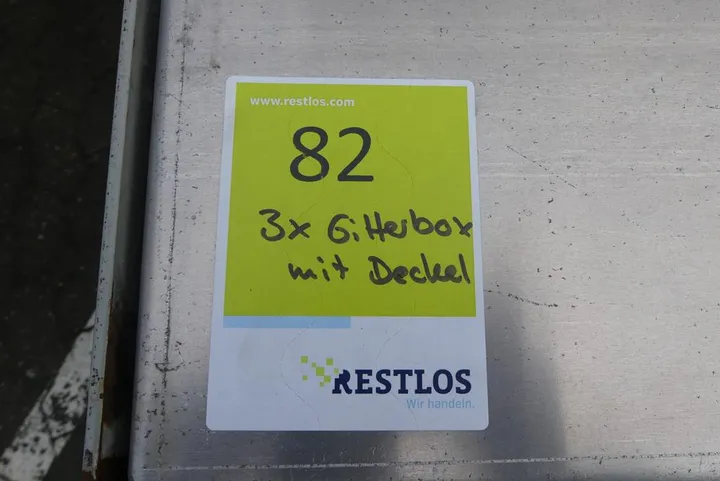 www.restlos.com
82
3x Gitterbox
mit Deckel
RESTLOS
Wir handeln.